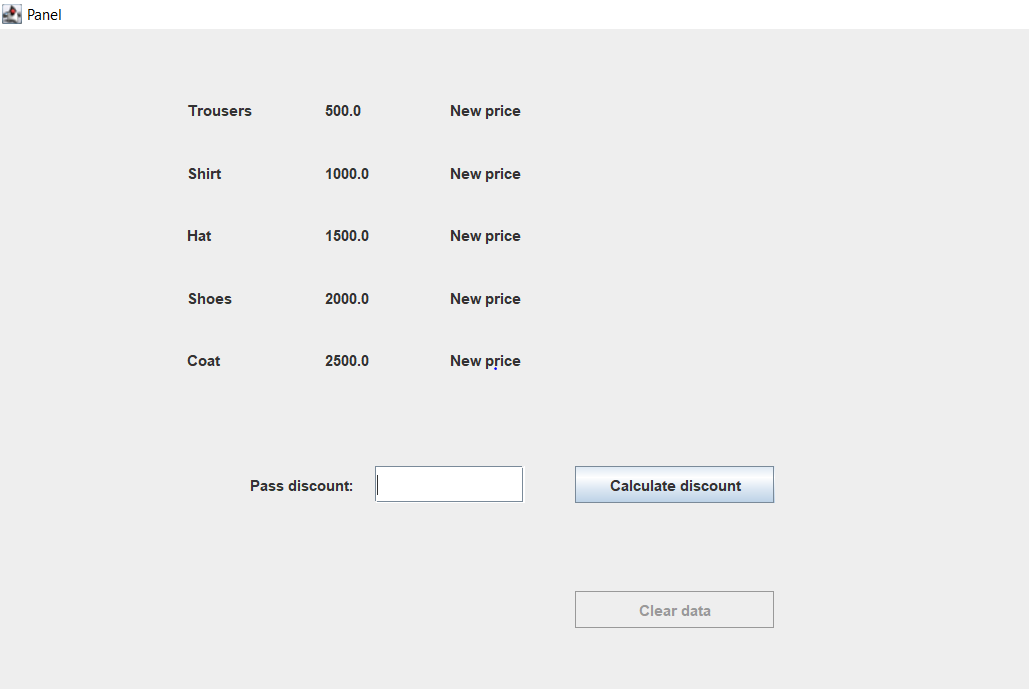 Panel
Trousers 500.0 New price
Shirt 1000.0 New price
Hat 1500.0 New price
Shoes 2000.0 New price
Coat 2500.0 New price
Pass discount: Calculate discount
Clear data